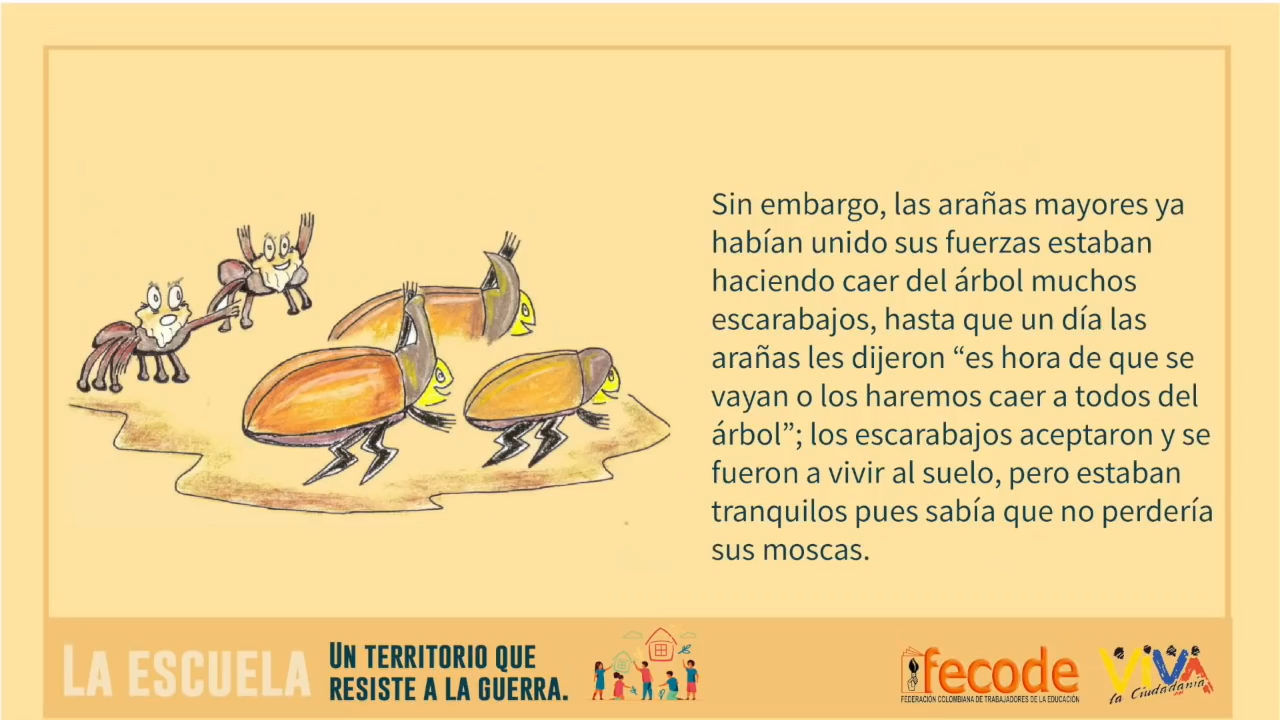 Sin embargo, las arañas mayores ya
habían unido sus fuerzas estaban
haciendo caer del árbol muchos
escarabajos, hasta que un día las
arañas les dijeron “es hora de que se
vayan o los haremos caer a todos del
árbol”; los escarabajos aceptaron y se
fueron a vivir al suelo, pero estaban
tranquilos pues sabía que no perdería
sus moscas.
LA ESCUELA
UN TERRITORIO QUE
RESISTE A LA GUERRA.
fecode
FEDERACIÓN COLOMBIANA DE TRABAJADORES DE LA EDUCACIÓN
VIVA
la Ciudadanía